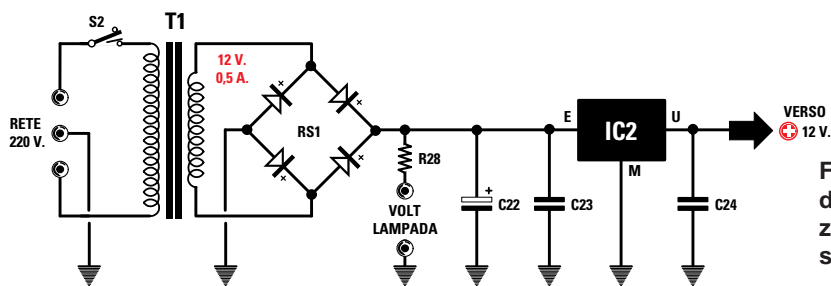 S2
T1
12 V.
0,5 A.
RETE
220 V.
RS1
R28
VOLT
LAMPADA
+
C22
C23
E
IC2
U
M
C24
VERSO
12 V.
F
d
z
s